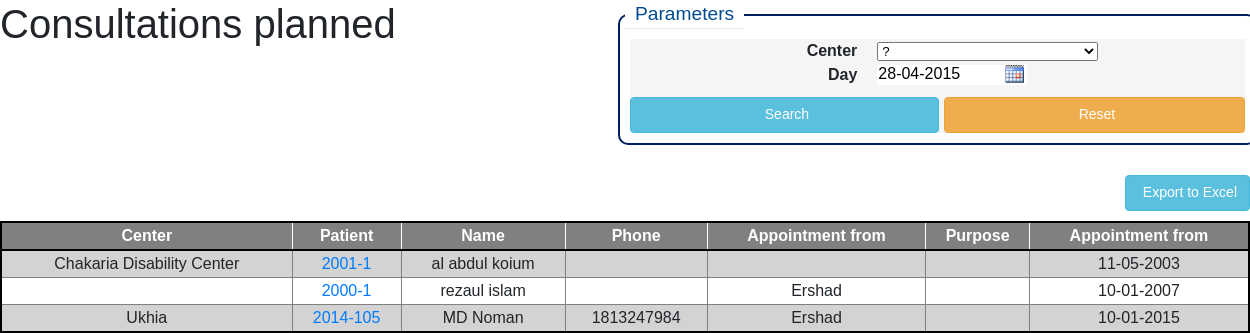 Consultations planned
Parameters
Center ?
Day 28-04-2015
Search Reset
Export to Excel
Center Patient Name Phone Appointment from Purpose Appointment from
Chakaria Disability Center 2001-1 al abdul koium 11-05-2003
2000-1 rezaul islam Ershad 10-01-2007
Ukhia 2014-105 MD Noman 1813247984 Ershad 10-01-2015